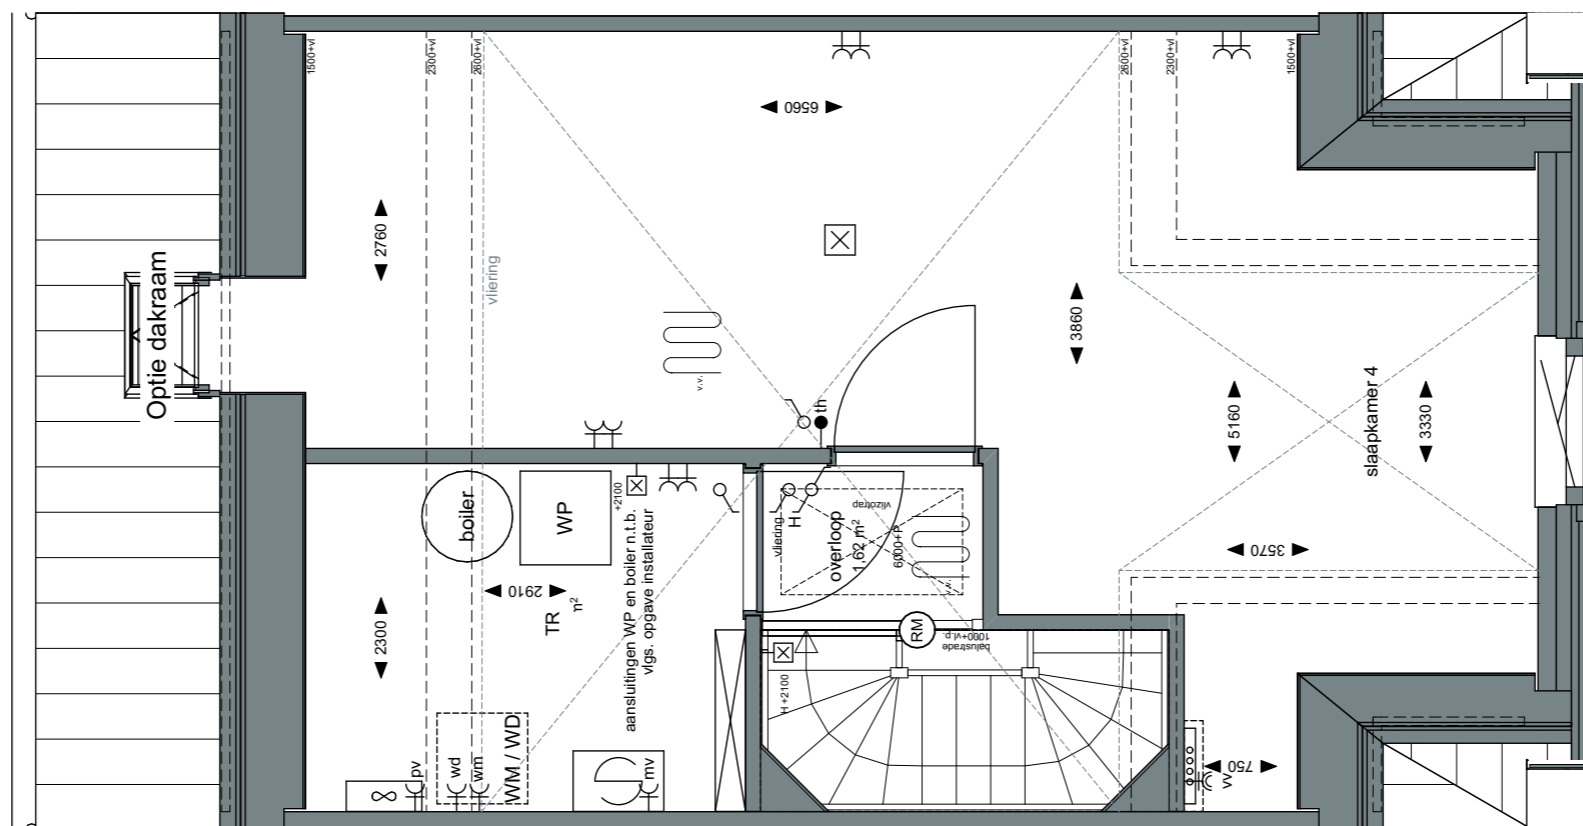 1500+vl
2300+vl
2600+vl
2600+vl
2300+vl
1500+vl
6560
2760
vliering
Optie dakraam
3860
v.v.
th
5160
slaapkamer 4
3330
boiler
WP
+2100
aansluitingen WP en boiler n.t.b.
vlgs. opgave installateur
2910
TR
m²
2300
vliering
H
overloop
1,62 m²
vlizotrap
6000+P
v.v.
3570
RM
balustrade
1000+vl.p.
H+2100
pv
wd
wm
WM / WD
mv
vv
750